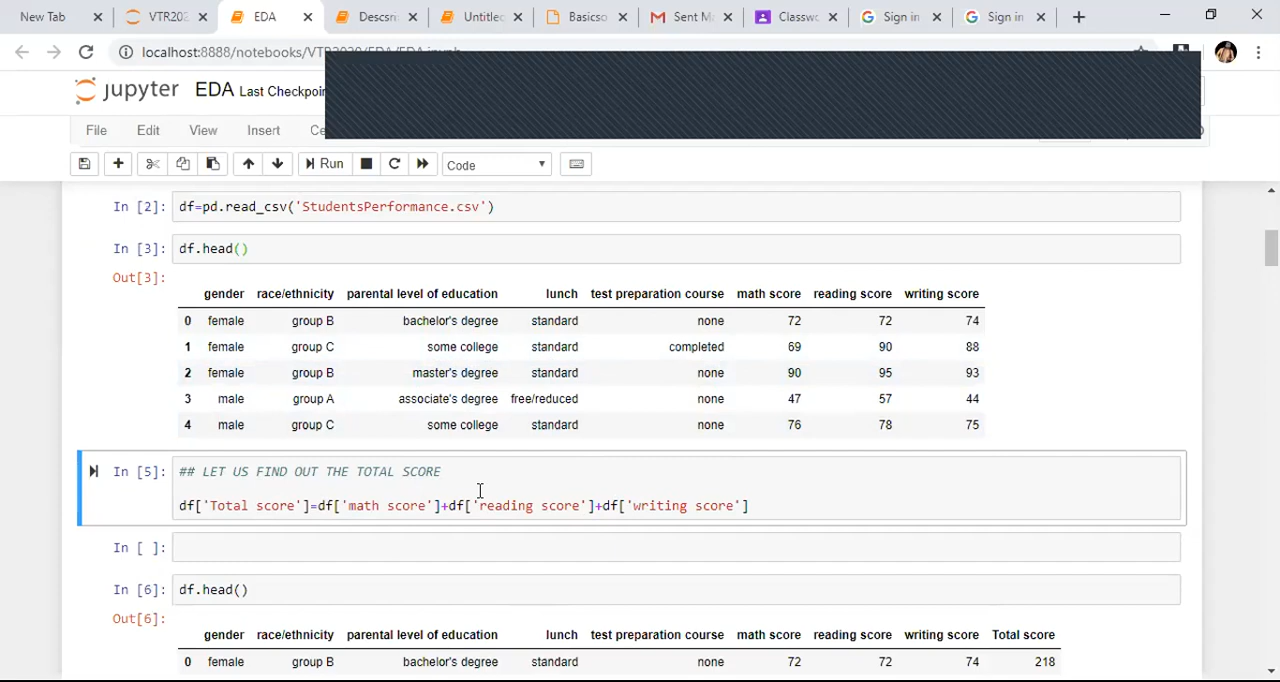 New Tab × VTR202 × EDA × Descsm × Untitled × Basicso × Sent Ma × Classwo × Sign in × Sign in × +
localhost:8888/notebooks/VTR2020/EDA/EDA.ipynb
jupyter EDA Last Checkpoin
File Edit View Insert Ce
Run Code
In [2]: df=pd.read_csv('StudentsPerformance.csv')
In [3]: df.head()
Out[3]:
gender race/ethnicity parental level of education lunch test preparation course math score reading score writing score
0 female group B bachelor's degree standard none 72 72 74
1 female group C some college standard completed 69 90 88
2 female group B master's degree standard none 90 95 93
3 male group A associate's degree free/reduced none 47 57 44
4 male group C some college standard none 76 78 75
In [5]: ## LET US FIND OUT THE TOTAL SCORE
df['Total score']=df['math score']+df['reading score']+df['writing score']
In [ ]:
In [6]: df.head()
Out[6]:
gender race/ethnicity parental level of education lunch test preparation course math score reading score writing score Total score
0 female group B bachelor's degree standard none 72 72 74 218